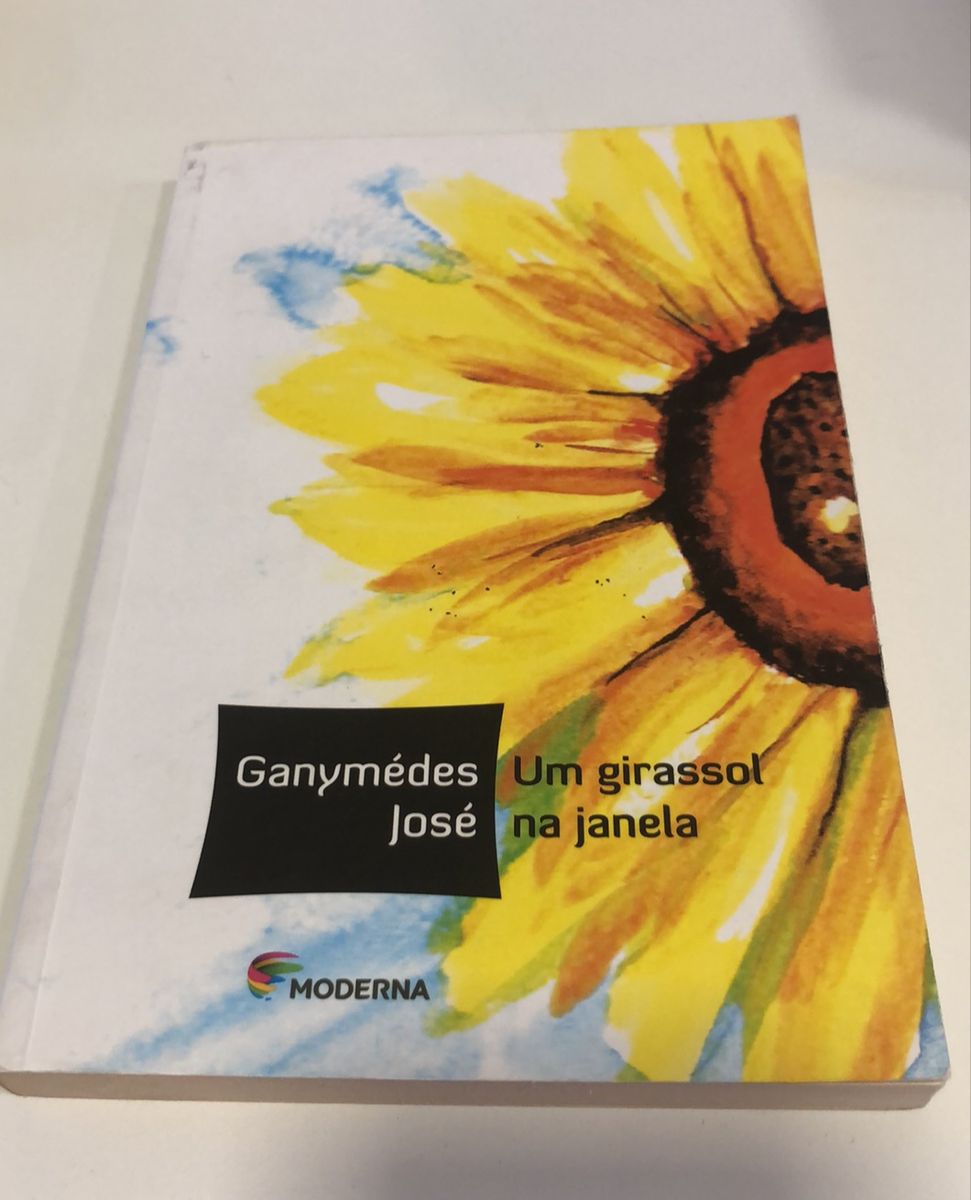 Ganymédes
José
Um girassol
na janela
MODERNA